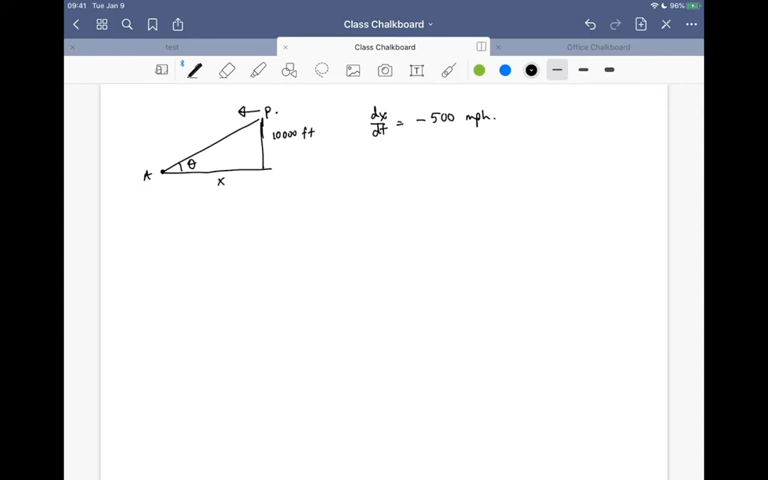 09:41 Tue Jan 9
96%
Class Chalkboard
test
Class Chalkboard
Office Chalkboard
T
P.
10000 ft
θ
A
x
dx/dt = - 500 mph.